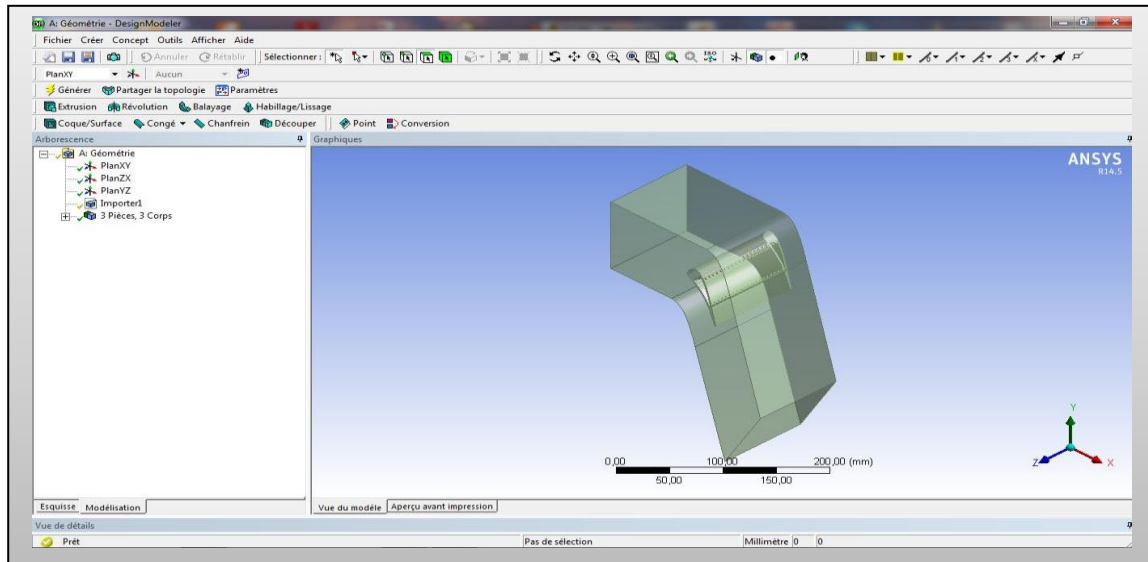 A: Géométrie - DesignModeler
Fichier Créer Concept Outils Afficher Aide
Annuler Rétablir Sélectionner:
PlanXY Aucun
Générer Partager la topologie Paramètres
Extrusion Révolution Balayage Habillage/Lissage
Coque/Surface Congé Chanfrein Découper Point Conversion
Arborescence Graphiques
A: Géométrie
PlanXY
PlanZX
PlanYZ
Importer1
3 Pièces, 3 Corps
ANSYS
R14.5
Y
Z X
0,00 100,00 200,00 (mm)
50,00 150,00
Esquisse Modélisation Vue du modèle Aperçu avant impression
Vue de détails
Prêt Pas de sélection Millimètre 0 0